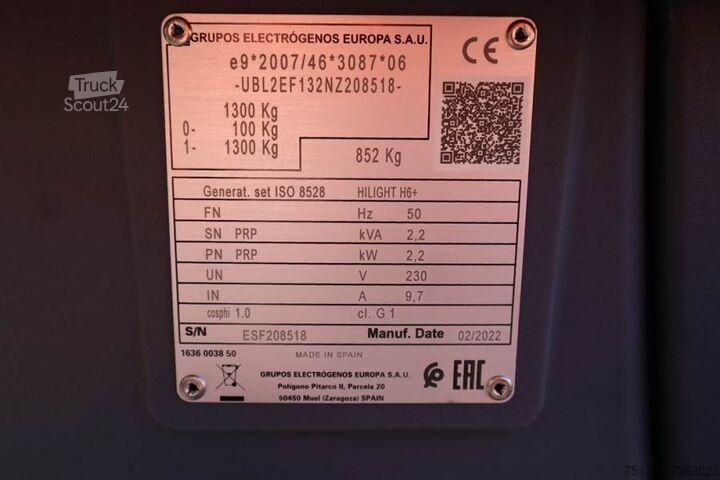 Truck
Scout24
GRUPOS ELECTRÓGENOS EUROPA S.A.U.
e9*2007/46*3087*06
-UBL2EF132NZ208518-
1300 Kg
0- 100 Kg
1- 1300 Kg
852 Kg
CE
Generat. set ISO 8528 HILIGHT H6+
FN Hz 50
SN PRP kVA 2,2
PN PRP kW 2,2
UN V 230
IN A 9,7
cosphi 1.0 cl. G 1
S/N ESF208518 Manuf. Date 02/2022
1636 0038 50 MADE IN SPAIN
GRUPOS ELECTRÓGENOS EUROPA S.A.U.
Polígono Pitarco II, Parcela 20
50450 Muel (Zaragoza) SPAIN
EAC